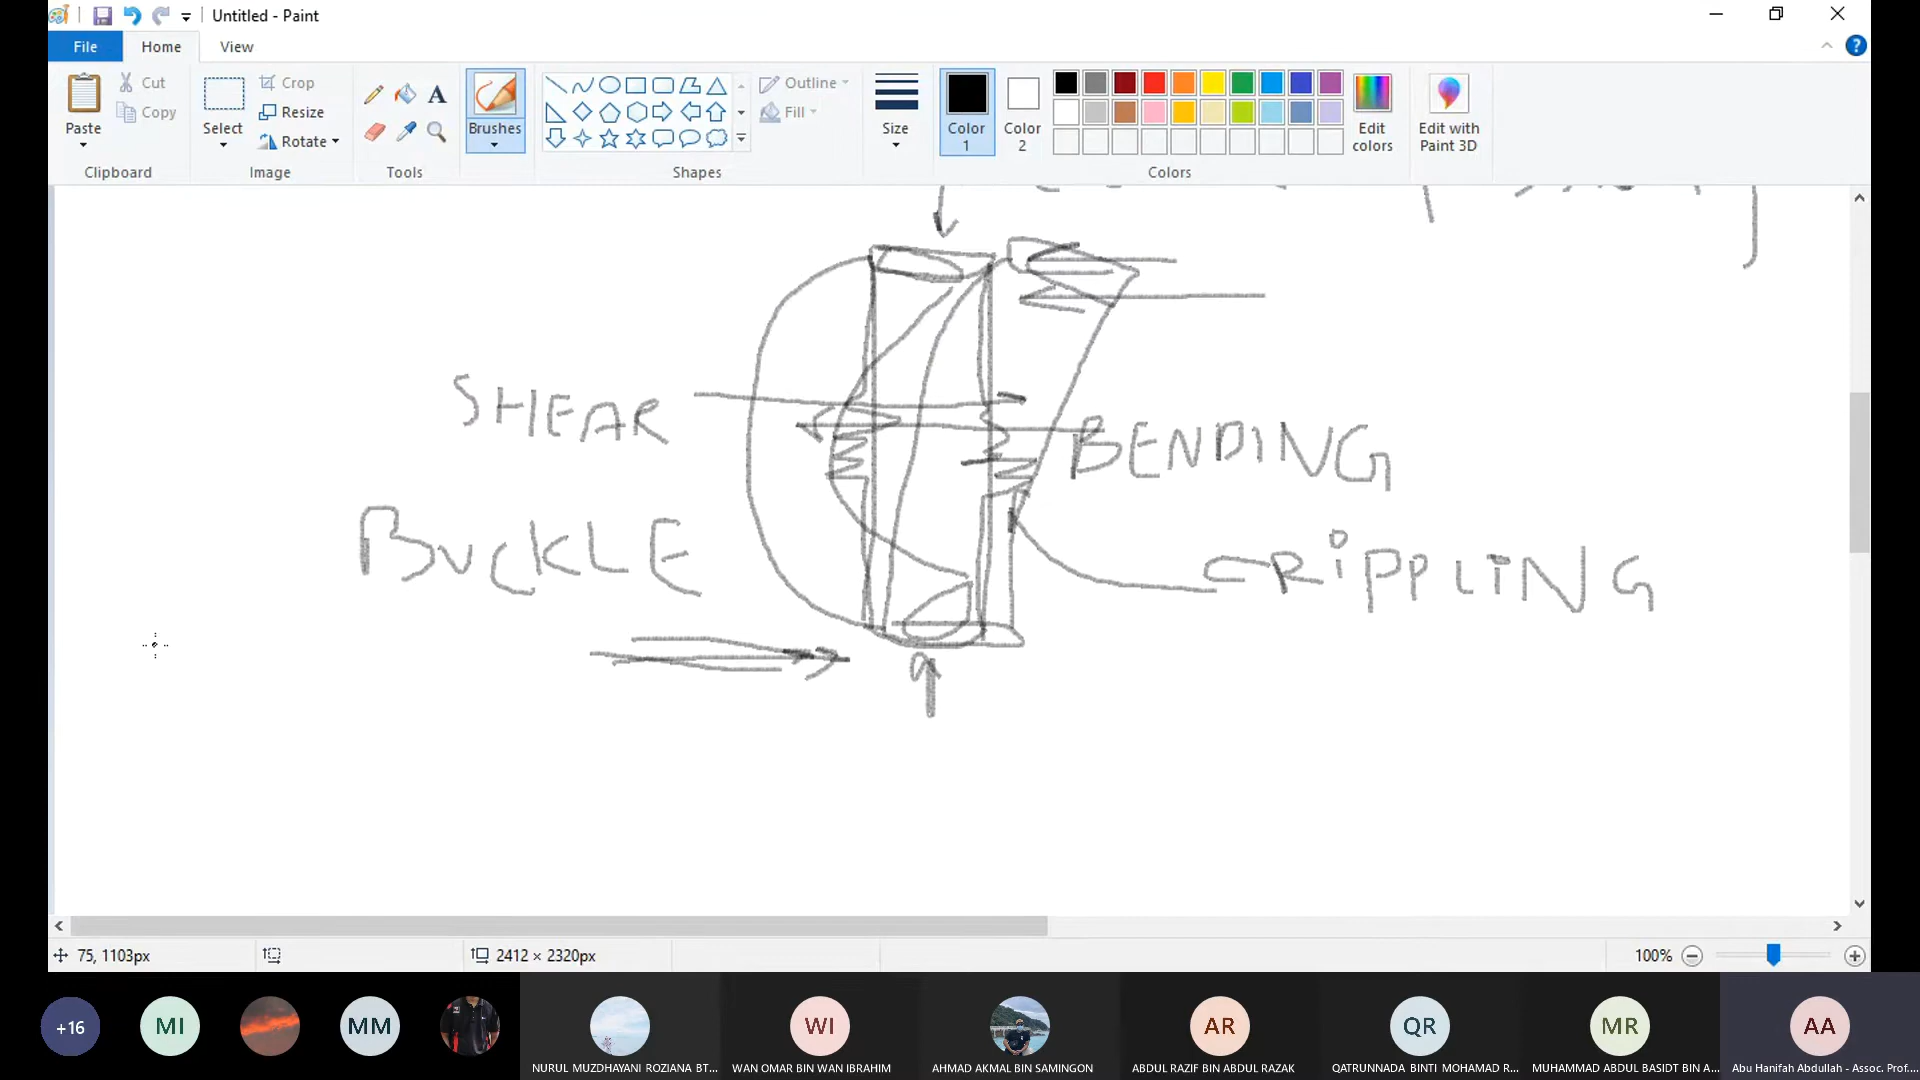 Untitled - Paint
File
Home
View
Paste
Cut
Copy
Clipboard
Select
Crop
Resize
Rotate
Image
Tools
Brushes
Shapes
Outline
Fill
Size
Color 1
Color 2
Edit colors
Edit with Paint 3D
Colors
SHEAR
BENDING
BUCKLE
CRiPPLiNG
75, 1103px
2412 × 2320px
100%
+16
MI
MM
WI
AR
QR
MR
AA
NURUL MUZDHAYANI ROZIANA BT...
WAN OMAR BIN WAN IBRAHIM
AHMAD AKMAL BIN SAMINGON
ABDUL RAZIF BIN ABDUL RAZAK
QATRUNNADA BINTI MOHAMAD R...
MUHAMMAD ABDUL BASIDT BIN A...
Abu Hanifah Abdullah - Assoc. Prof....